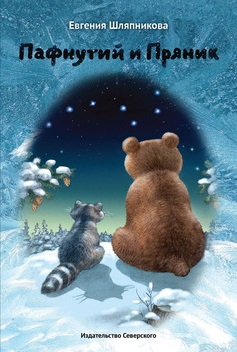 Евгения Шляпникова
Пафнутий и Пряник
Издательство Северского